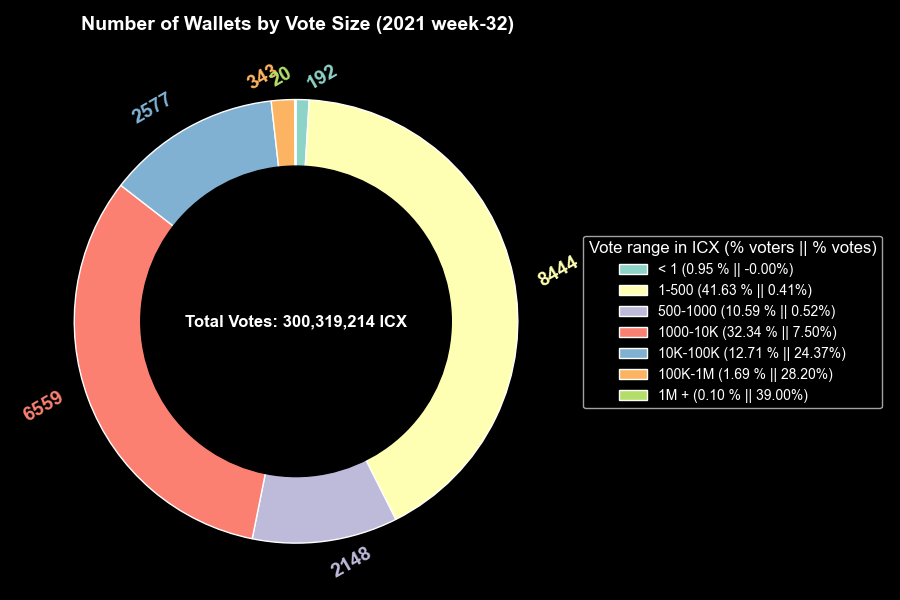 Number of Wallets by Vote Size (2021 week-32)
343
20
192
2577
8444
6559
2148
Total Votes: 300,319,214 ICX
Vote range in ICX (% voters || % votes)
< 1 (0.95 % || -0.00%)
1-500 (41.63 % || 0.41%)
500-1000 (10.59 % || 0.52%)
1000-10K (32.34 % || 7.50%)
10K-100K (12.71 % || 24.37%)
100K-1M (1.69 % || 28.20%)
1M + (0.10 % || 39.00%)